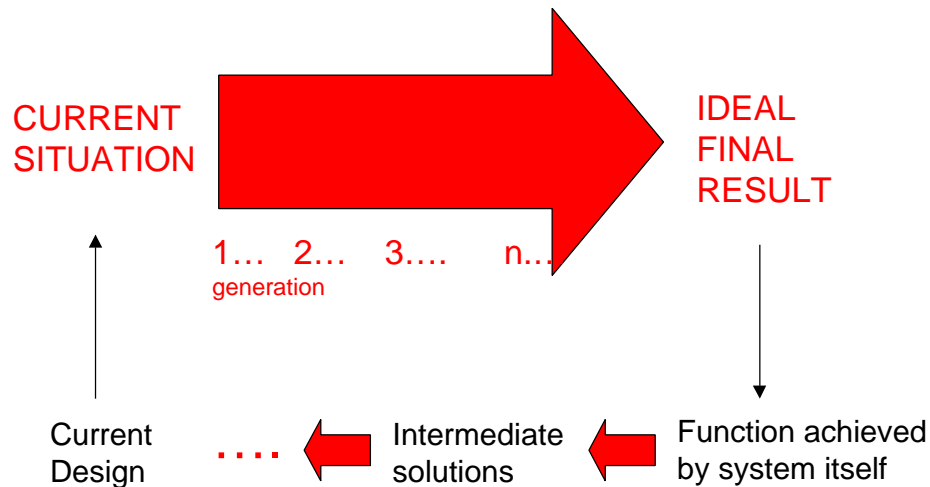 CURRENT
SITUATION
IDEAL
FINAL
RESULT
1... 2... 3.... n...
generation
Current
Design
....
Intermediate
solutions
Function achieved
by system itself